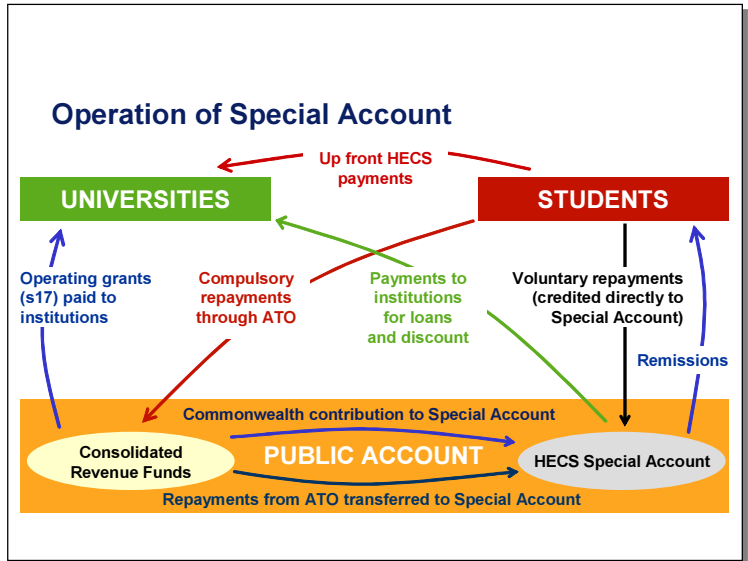 Operation of Special Account
Up front HECS
payments
UNIVERSITIES
STUDENTS
Operating grants
(s17) paid to
institutions
Compulsory
repayments
through ATO
Payments to
institutions
for loans
and discount
Voluntary repayments
(credited directly to
Special Account)
Remissions
Commonwealth contribution to Special Account
Consolidated
Revenue Funds
PUBLIC ACCOUNT
HECS Special Account
Repayments from ATO transferred to Special Account